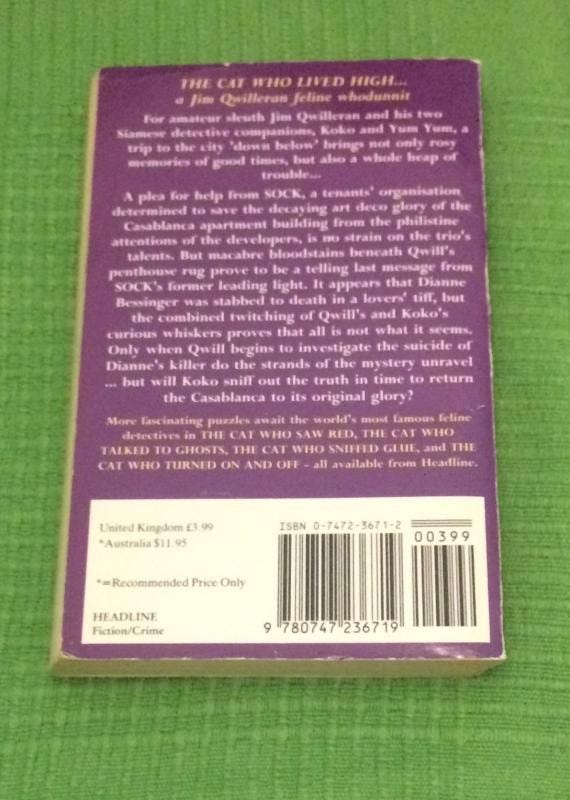 THE CAT WHO LIVED HIGH...
a Jim Qwilleran feline whodunnit
For amateur sleuth Jim Qwilleran and his two
Siamese detective companions, Koko and Yum Yum, a
trip to the city 'down below' brings not only rosy
memories of good times, but also a whole heap of
trouble...
A plea for help from SOCK, a tenants' organisation
determined to save the decaying art deco glory of the
Casablanca apartment building from the philistine
attentions of the developers, is no strain on the trio's
talents. But macabre bloodstains beneath Qwill's
penthouse rug prove to be a telling last message from
SOCK's former leading light. It appears that Dianne
Bessinger was stabbed to death in a lovers' tiff, but
the combined twitching of Qwill's and Koko's
curious whiskers proves that all is not what it seems.
Only when Qwill begins to investigate the suicide of
Dianne's killer do the strands of the mystery unravel
... but will Koko sniff out the truth in time to return
the Casablanca to its original glory?
More fascinating puzzles await the world's most famous feline
detectives in THE CAT WHO SAW RED, THE CAT WHO
TALKED TO GHOSTS, THE CAT WHO SNIFFED GLUE, and THE
CAT WHO TURNED ON AND OFF - all available from Headline.
United Kingdom £3.99
*Australia $11.95
*=Recommended Price Only
HEADLINE
Fiction/Crime
ISBN 0-7472-3671-2
00399
9 780747 236719